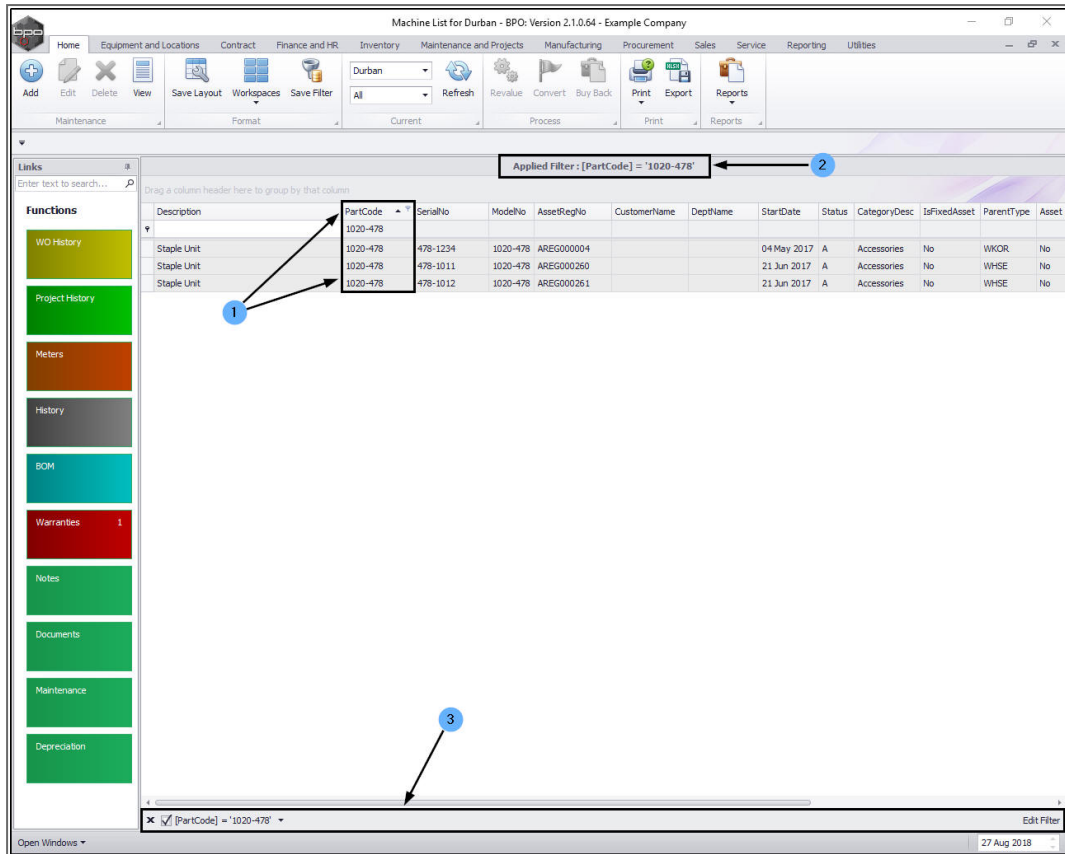 Machine List for Durban - BPO: Version 2.1.0.64 - Example Company
bpo
Home Equipment and Locations Contract Finance and HR Inventory Maintenance and Projects Manufacturing Procurement Sales Service Reporting Utilities
Durban
Add Edit Delete View Save Layout Workspaces Save Filter All Refresh Revalue Convert Buy Back Print Export Reports
Maintenance Format Current Process Print Reports
Links
Applied Filter : [PartCode] = '1020-478'
2
Enter text to search...
Drag a column header here to group by that column
Functions
Description PartCode SerialNo ModelNo AssetRegNo CustomerName DeptName StartDate Status CategoryDesc IsFixedAsset ParentType Asset
1020-478
Staple Unit 1020-478 478-1234 1020-478 AREG000004 04 May 2017 A Accessories No WKOR No
Staple Unit 1020-478 478-1011 1020-478 AREG000260 21 Jun 2017 A Accessories No WHSE No
Staple Unit 1020-478 478-1012 1020-478 AREG000261 21 Jun 2017 A Accessories No WHSE No
1
WO History
Project History
Meters
History
BOM
Warranties 1
Notes
Documents
Maintenance
3
Depreciation
[PartCode] = '1020-478' Edit Filter
Open Windows 27 Aug 2018